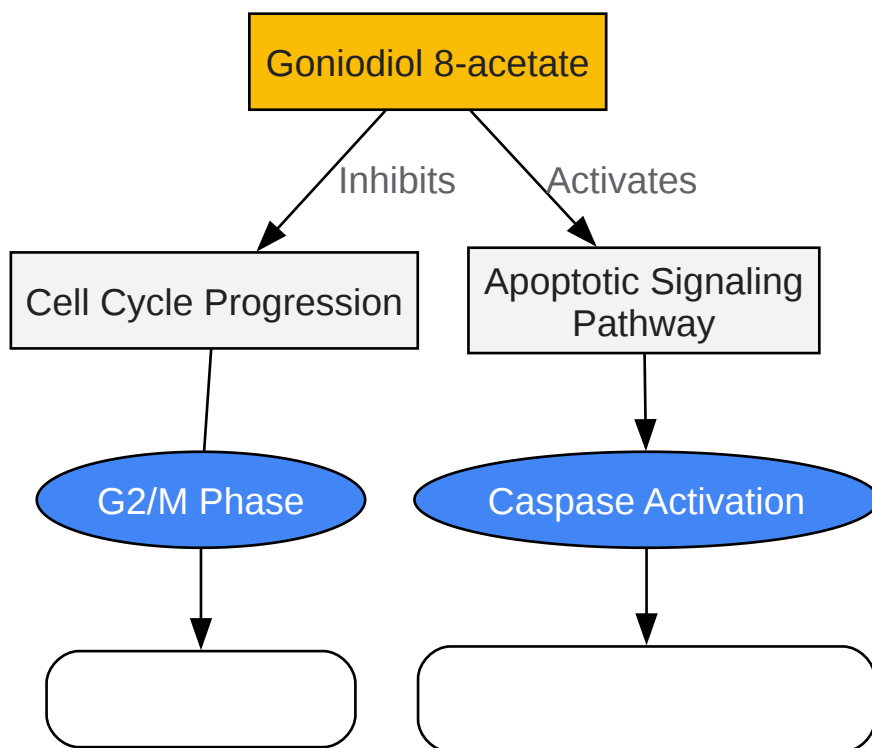 Goniodiol 8-acetate
Inhibits
Activates
Cell Cycle Progression
Apoptotic Signaling
Pathway
G2/M Phase
Caspase Activation